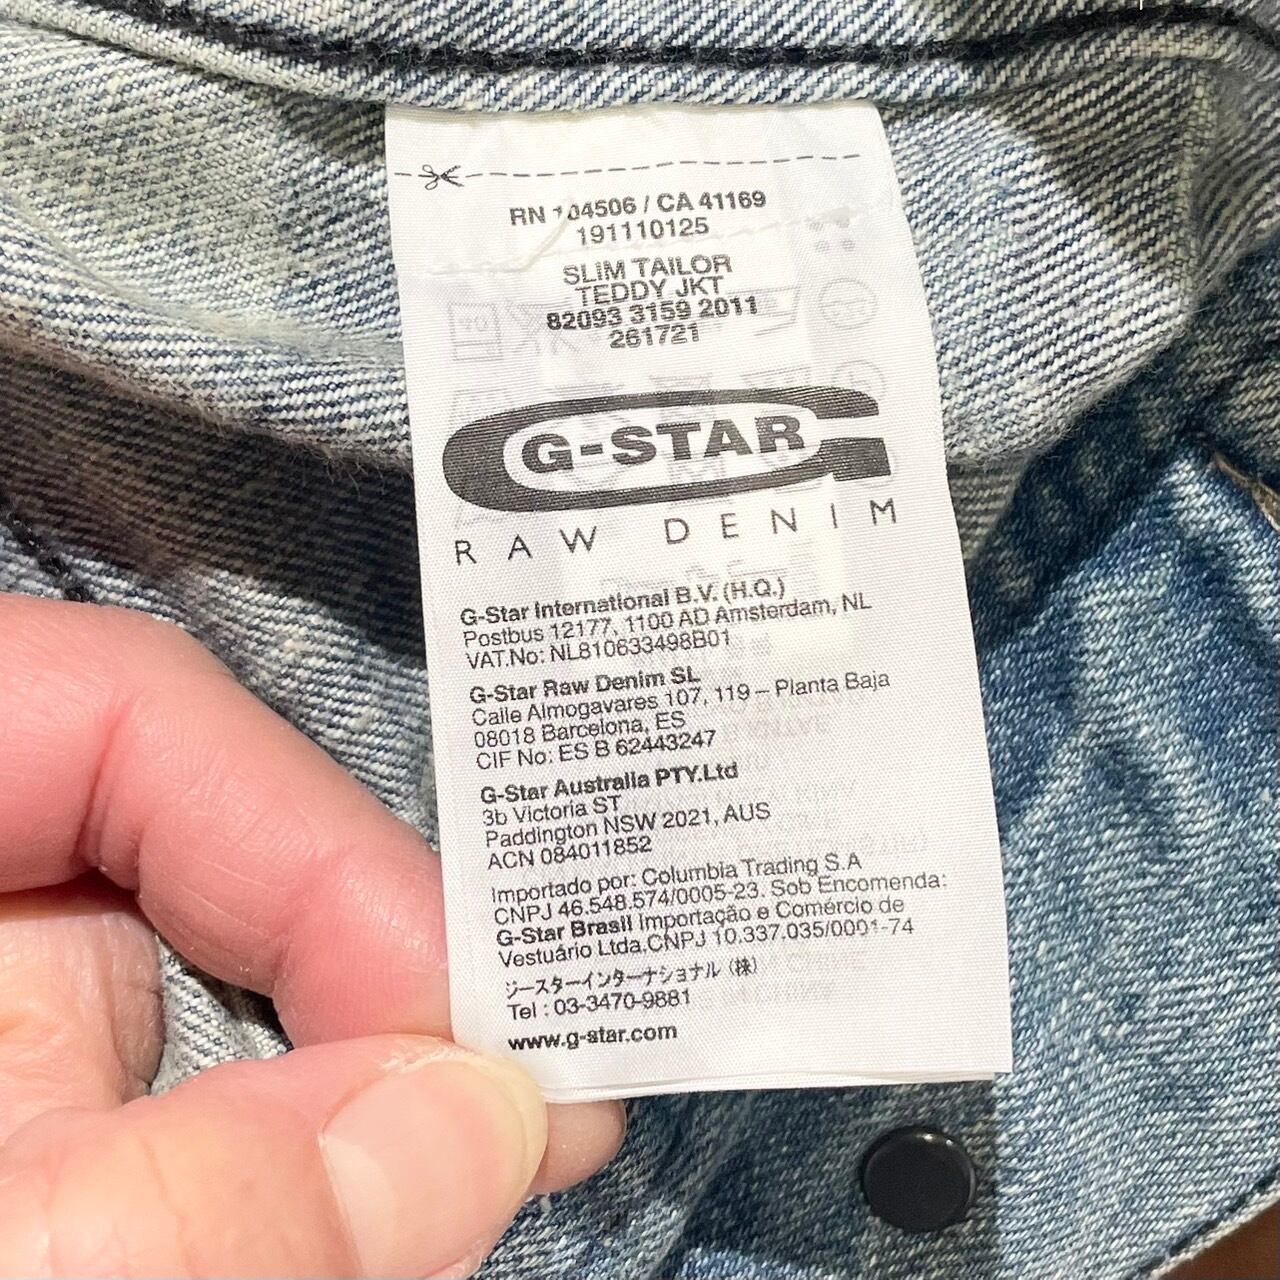 RN 104506 / CA 41169
191110125
SLIM TAILOR
TEDDY JKT
82093 3159 2011
261721
G-STAR
RAW DENIM
G-Star International B.V. (H.Q.)
Postbus 12177, 1100 AD Amsterdam, NL
VAT.No: NL810633498B01
G-Star Raw Denim SL
Calle Almogavares 107, 119 – Planta Baja
08018 Barcelona, ES
CIF No: ES B 62443247
G-Star Australia PTY.Ltd
3b Victoria ST
Paddington NSW 2021, AUS
ACN 084011852
Importado por: Columbia Trading S.A
CNPJ 46.548.574/0005-23. Sob Encomenda:
G-Star Brasil Importação e Comércio de
Vestuário Ltda.CNPJ 10.337.035/0001-74
ジースターインターナショナル（株）
Tel : 03-3470-9881
www.g-star.com